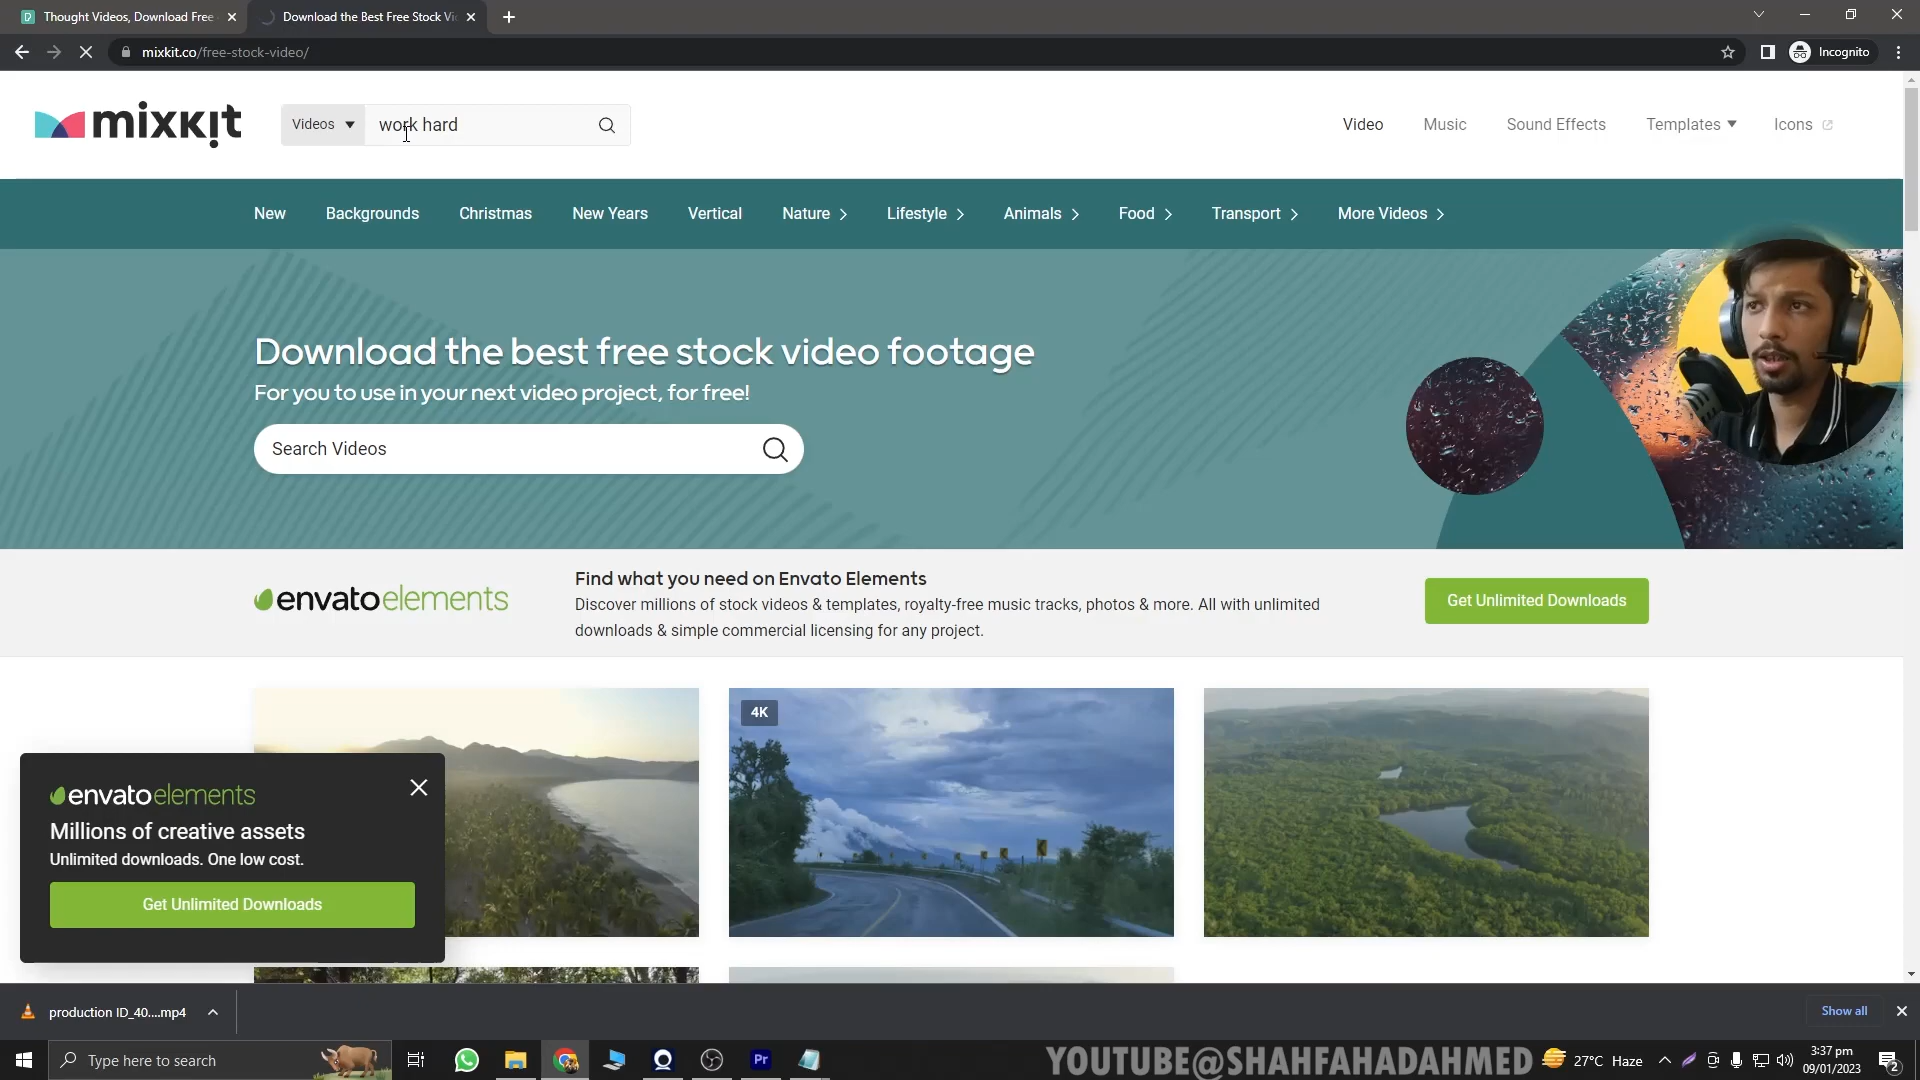 Thought Videos, Download Free
Download the Best Free Stock Vi
mixkit.co/free-stock-video/
Incognito
mixkit
Videos
work hard
Video
Music
Sound Effects
Templates
Icons
New
Backgrounds
Christmas
New Years
Vertical
Nature
Lifestyle
Animals
Food
Transport
More Videos
Download the best free stock video footage
For you to use in your next video project, for free!
Search Videos
envatoelements
Find what you need on Envato Elements
Discover millions of stock videos & templates, royalty-free music tracks, photos & more. All with unlimited
downloads & simple commercial licensing for any project.
Get Unlimited Downloads
4K
envatoelements
Millions of creative assets
Unlimited downloads. One low cost.
Get Unlimited Downloads
production ID_40....mp4
Show all
Type here to search
Pr
YOUTUBE@SHAHFAHADAHMED
27°C Haze
3:37 pm
09/01/2023
2